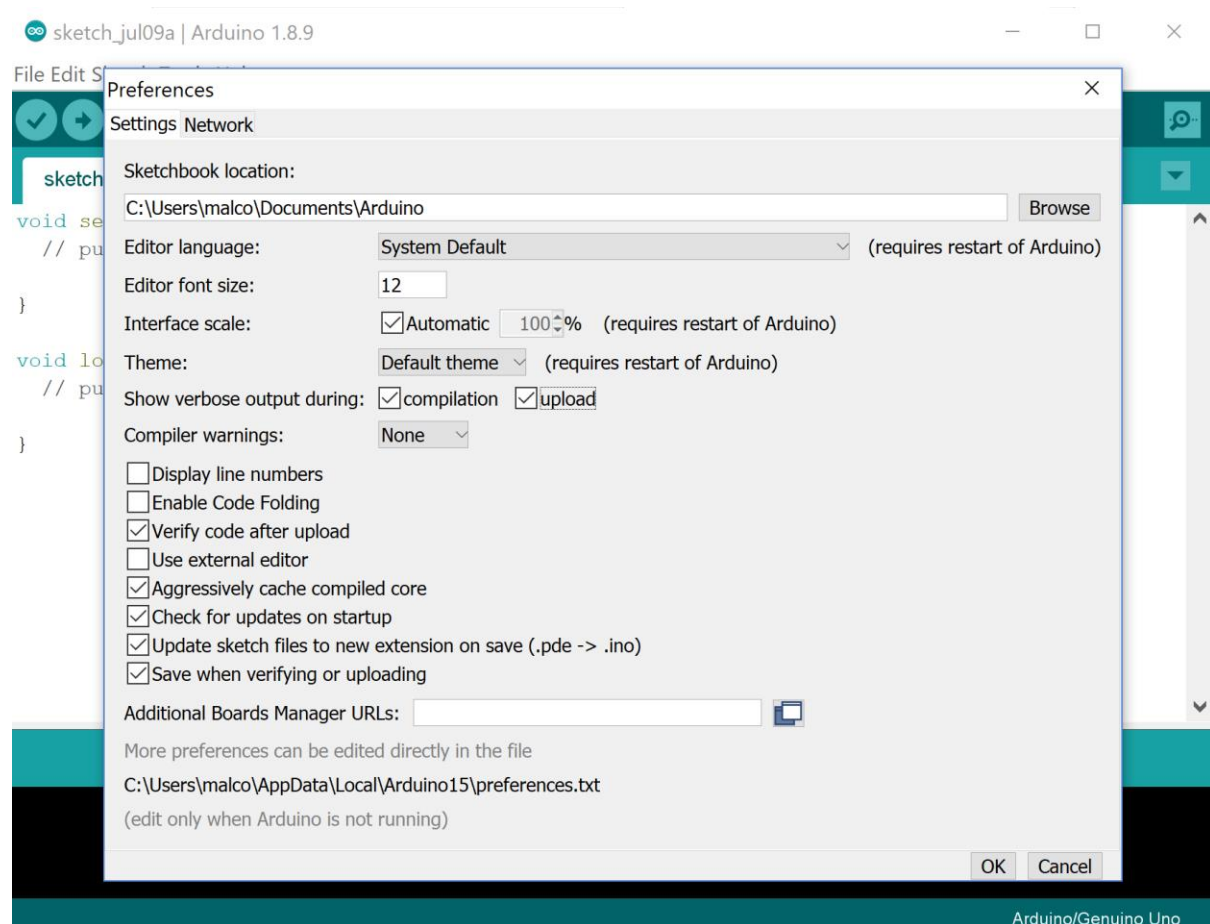 sketch_jul09a | Arduino 1.8.9
File Edit S
Preferences
Settings Network
sketch
Sketchbook location:
C:\Users\malco\Documents\Arduino Browse
void se
Editor language: System Default (requires restart of Arduino)
// pu
Editor font size: 12
}
Interface scale: Automatic 100 % (requires restart of Arduino)
void lo
Theme: Default theme (requires restart of Arduino)
// pu
Show verbose output during: compilation upload
Compiler warnings: None
}
Display line numbers
Enable Code Folding
Verify code after upload
Use external editor
Aggressively cache compiled core
Check for updates on startup
Update sketch files to new extension on save (.pde -> .ino)
Save when verifying or uploading
Additional Boards Manager URLs:
More preferences can be edited directly in the file
C:\Users\malco\AppData\Local\Arduino15\preferences.txt
(edit only when Arduino is not running)
OK Cancel
Arduino/Genuino Uno